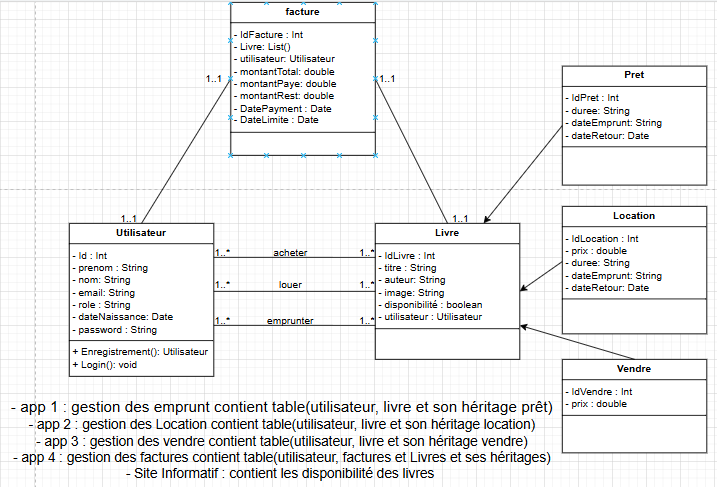 facture
- IdFacture : Int
- Livre: List()
- utilisateur: Utilisateur
- montantTotal: double
- montantPaye: double
- montantRest: double
- DatePayment : Date
- DateLimite : Date
1..1
1..1
1..1
1..1
Pret
- IdPret : Int
- duree: String
- dateEmprunt: String
- dateRetour: Date
Utilisateur
- Id : Int
- prenom : String
- nom: String
- email: String
- role : String
- dateNaissance: Date
- password : String
+ Enregistrement(): Utilisateur
+ Login(): void
1..*
acheter
1..*
1..*
louer
1..*
1..*
emprunter
1..*
Livre
- IdLivre : Int
- titre : String
- auteur: String
- image: String
- disponibilité : boolean
- utilisateur : Utilisateur
Location
- IdLocation : Int
- prix : double
- duree: String
- dateEmprunt: String
- dateRetour: Date
Vendre
- IdVendre : Int
- prix : double
- app 1 : gestion des emprunt contient table(utilisateur, livre et son héritage prêt)
- app 2 : gestion des Location contient table(utilisateur, livre et son héritage location)
- app 3 : gestion des vendre contient table(utilisateur, livre et son héritage vendre)
- app 4 : gestion des factures contient table(utilisateur, factures et Livres et ses héritages)
- Site Informatif : contient les disponibilité des livres